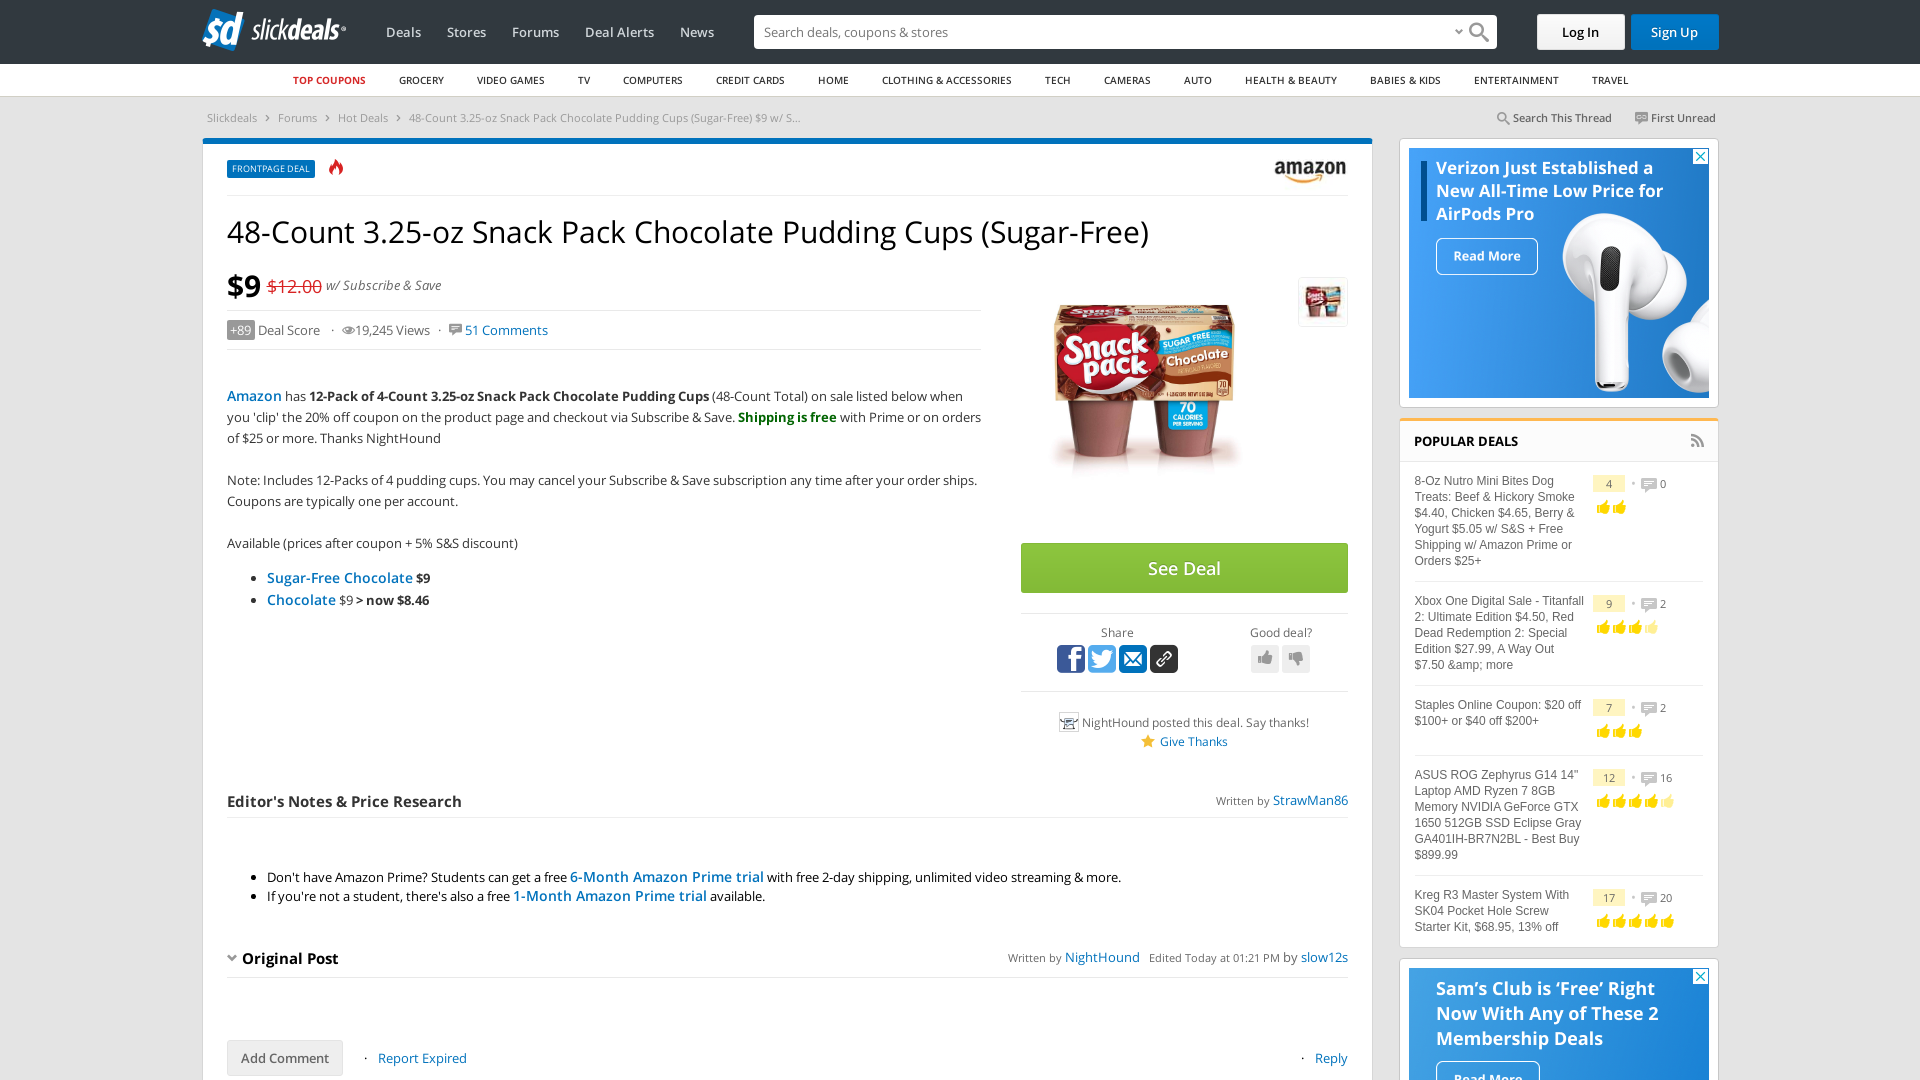 sd slickdeals
Deals
Stores
Forums
Deal Alerts
News
Search deals, coupons & stores
Log In
Sign Up
TOP COUPONS
GROCERY
VIDEO GAMES
TV
COMPUTERS
CREDIT CARDS
HOME
CLOTHING & ACCESSORIES
TECH
CAMERAS
AUTO
HEALTH & BEAUTY
BABIES & KIDS
ENTERTAINMENT
TRAVEL
Slickdeals › Forums › Hot Deals › 48-Count 3.25-oz Snack Pack Chocolate Pudding Cups (Sugar-Free) $9 w/ S...
Search This Thread
First Unread
FRONTPAGE DEAL
amazon
48-Count 3.25-oz Snack Pack Chocolate Pudding Cups (Sugar-Free)
$9 $12.00 w/ Subscribe & Save
+89 Deal Score · 19,245 Views · 51 Comments
Amazon has 12-Pack of 4-Count 3.25-oz Snack Pack Chocolate Pudding Cups (48-Count Total) on sale listed below when
you 'clip' the 20% off coupon on the product page and checkout via Subscribe & Save. Shipping is free with Prime or on orders
of $25 or more. Thanks NightHound
Note: Includes 12-Packs of 4 pudding cups. You may cancel your Subscribe & Save subscription any time after your order ships.
Coupons are typically one per account.
Available (prices after coupon + 5% S&S discount)
• Sugar-Free Chocolate $9
• Chocolate $9 > now $8.46
Snack
pack
SUGAR FREE
Chocolate
70
CALORIES
PER SERVING
See Deal
Share
Good deal?
NightHound posted this deal. Say thanks!
Give Thanks
Editor's Notes & Price Research
Written by StrawMan86
• Don't have Amazon Prime? Students can get a free 6-Month Amazon Prime trial with free 2-day shipping, unlimited video streaming & more.
• If you're not a student, there's also a free 1-Month Amazon Prime trial available.
Original Post
Written by NightHound Edited Today at 01:21 PM by slow12s
Add Comment
· Report Expired
· Reply
Verizon Just Established a
New All-Time Low Price for
AirPods Pro
Read More
POPULAR DEALS
8-Oz Nutro Mini Bites Dog
Treats: Beef & Hickory Smoke
$4.40, Chicken $4.65, Berry &
Yogurt $5.05 w/ S&S + Free
Shipping w/ Amazon Prime or
Orders $25+
4 • 0
Xbox One Digital Sale - Titanfall
2: Ultimate Edition $4.50, Red
Dead Redemption 2: Special
Edition $27.99, A Way Out
$7.50 &amp; more
9 • 2
Staples Online Coupon: $20 off
$100+ or $40 off $200+
7 • 2
ASUS ROG Zephyrus G14 14"
Laptop AMD Ryzen 7 8GB
Memory NVIDIA GeForce GTX
1650 512GB SSD Eclipse Gray
GA401IH-BR7N2BL - Best Buy
$899.99
12 • 16
Kreg R3 Master System With
SK04 Pocket Hole Screw
Starter Kit, $68.95, 13% off
17 • 20
Sam's Club is 'Free' Right
Now With Any of These 2
Membership Deals
Read More